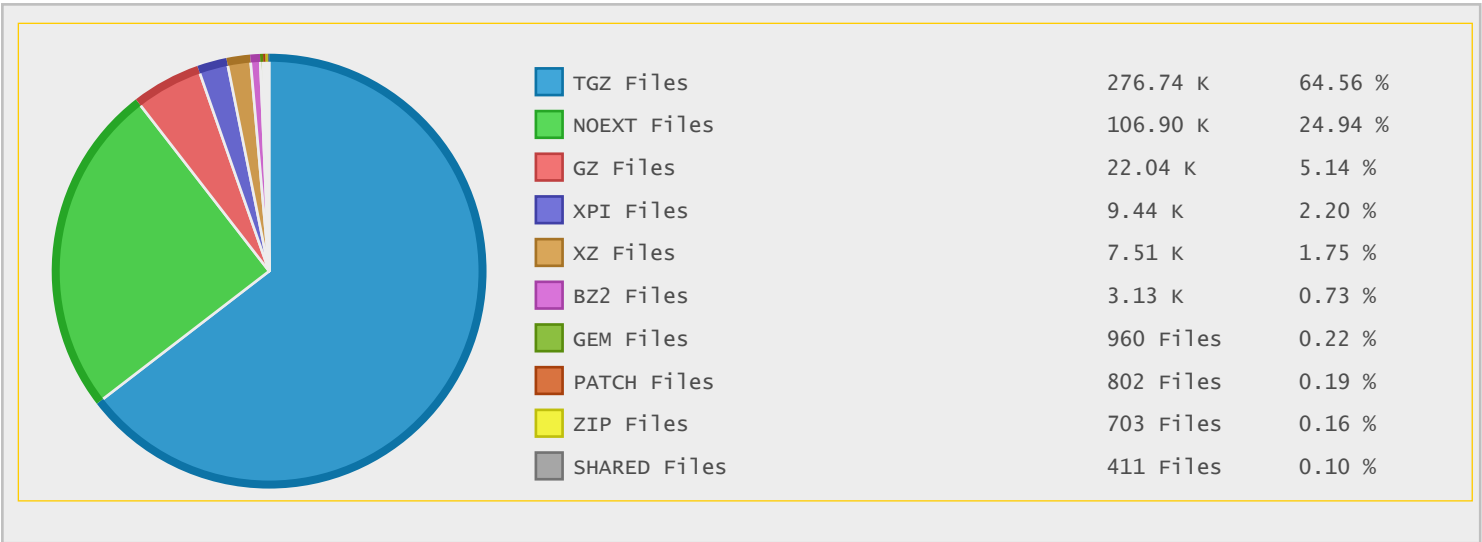 TGZ Files 276.74 K 64.56 %
NOEXT Files 106.90 K 24.94 %
GZ Files 22.04 K 5.14 %
XPI Files 9.44 K 2.20 %
XZ Files 7.51 K 1.75 %
BZ2 Files 3.13 K 0.73 %
GEM Files 960 Files 0.22 %
PATCH Files 802 Files 0.19 %
ZIP Files 703 Files 0.16 %
SHARED Files 411 Files 0.10 %